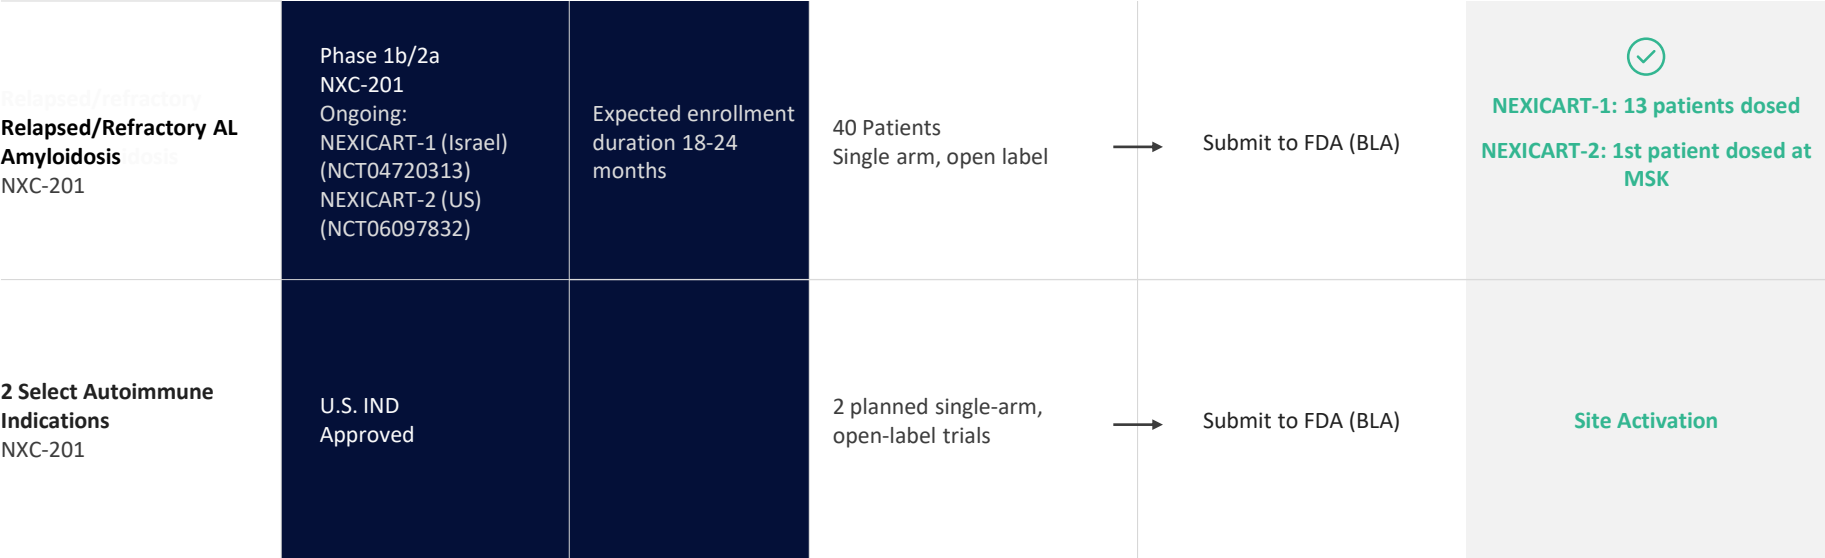 Relapsed/refractory
Relapsed/Refractory AL
Amyloidosis
NXC-201
Phase 1b/2a
NXC-201
Ongoing:
NEXICART-1 (Israel)
(NCT04720313)
NEXICART-2 (US)
(NCT06097832)
Expected enrollment
duration 18-24
months
40 Patients
Single arm, open label
Submit to FDA (BLA)
NEXICART-1: 13 patients dosed
NEXICART-2: 1st patient dosed at
MSK
2 Select Autoimmune
Indications
NXC-201
U.S. IND
Approved
2 planned single-arm,
open-label trials
Submit to FDA (BLA)
Site Activation